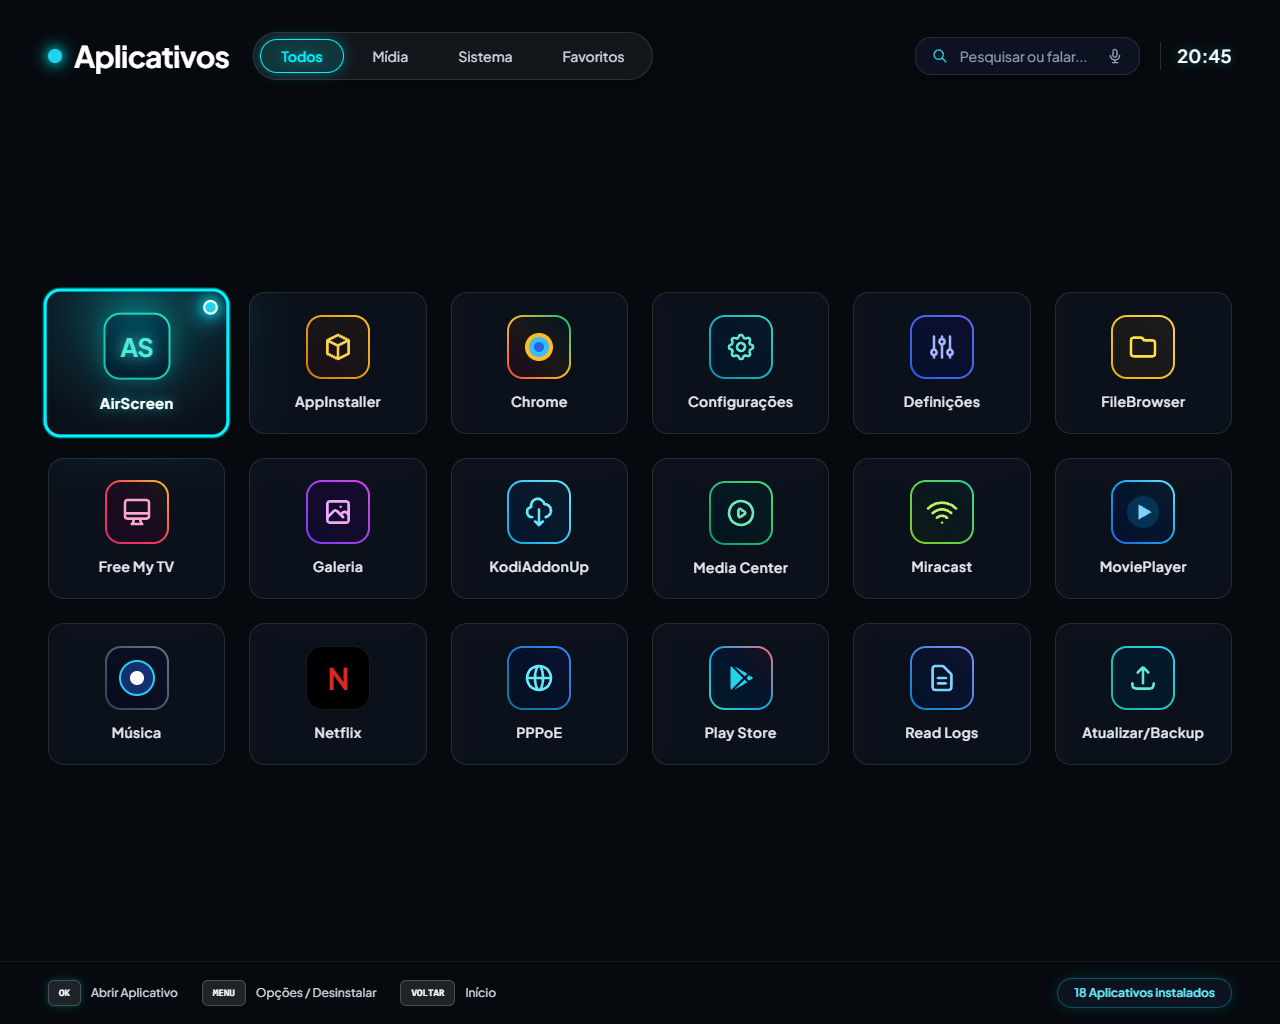 Aplicativos
Todos Mídia Sistema Favoritos
Pesquisar ou falar...
20:45
AS
AirScreen
AppInstaller
Chrome
Configurações
Definições
FileBrowser
Free My TV
Galeria
KodiAddonUp
Media Center
Miracast
MoviePlayer
Música
N
Netflix
PPPoE
Play Store
Read Logs
Atualizar/Backup
OK Abrir Aplicativo
MENU Opções / Desinstalar
VOLTAR Início
18 Aplicativos instalados